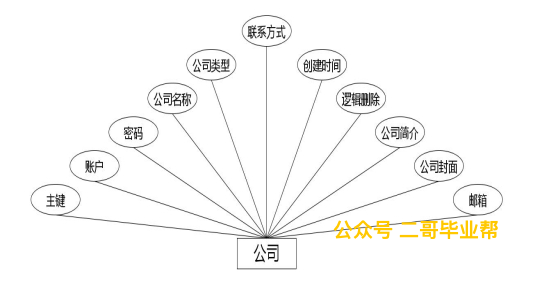 联系方式
公司类型
创建时间
公司名称
逻辑删除
密码
公司简介
账户
公司封面
主键
邮箱
公众号 二哥毕业帮
公司